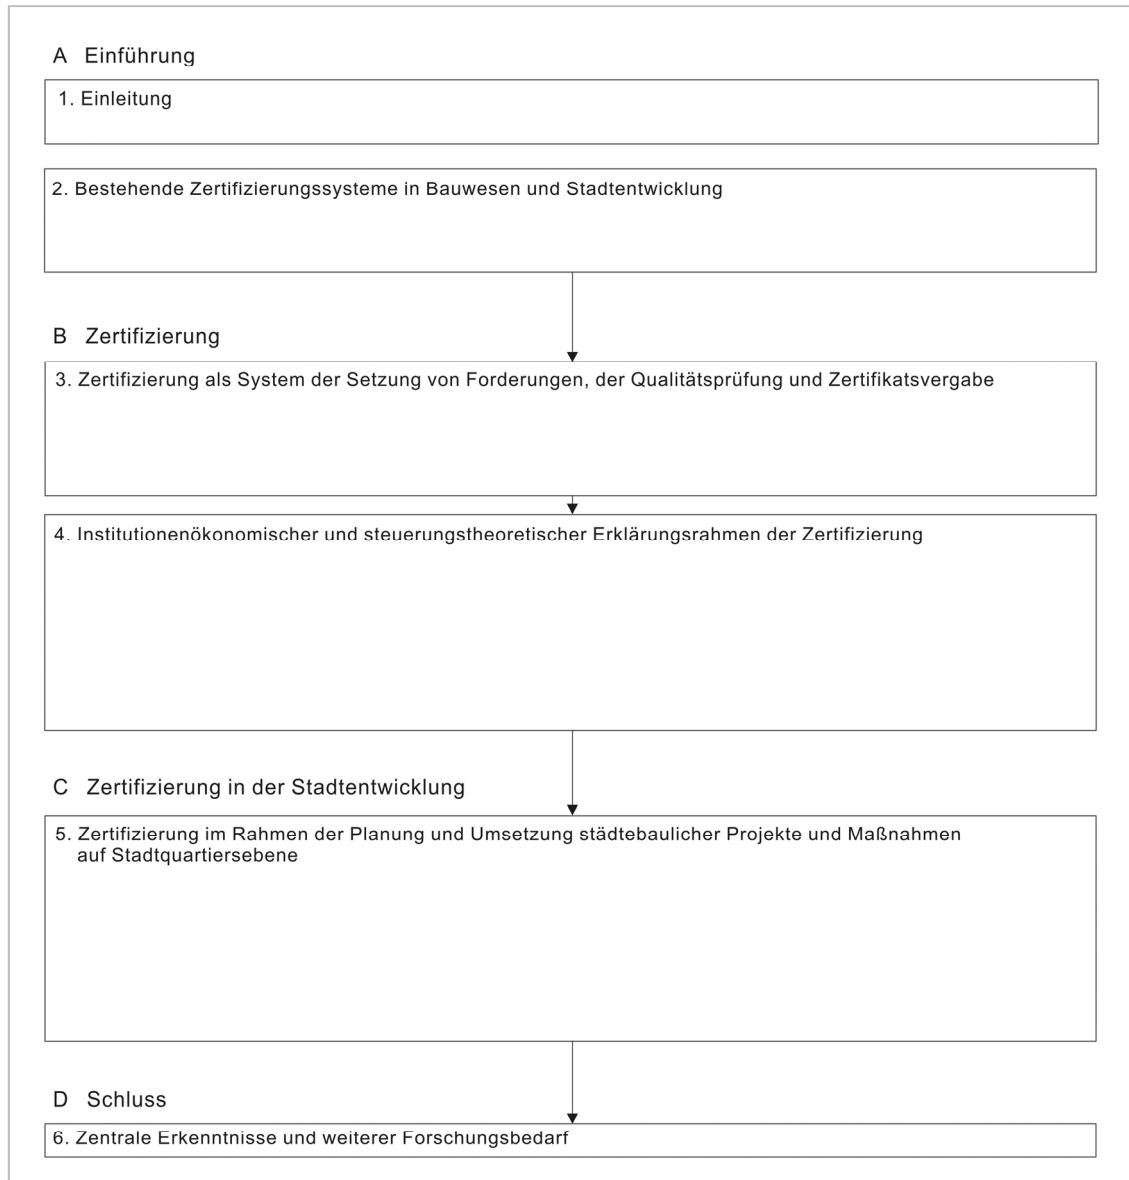 A Einführung
1. Einleitung
2. Bestehende Zertifizierungssysteme in Bauwesen und Stadtentwicklung
B Zertifizierung
3. Zertifizierung als System der Setzung von Forderungen, der Qualitätsprüfung und Zertifikatsvergabe
4. Institutionenökonomischer und steuerungstheoretischer Erklärungsrahmen der Zertifizierung
C Zertifizierung in der Stadtentwicklung
5. Zertifizierung im Rahmen der Planung und Umsetzung städtebaulicher Projekte und Maßnahmen
auf Stadtquartiersebene
D Schluss
6. Zentrale Erkenntnisse und weiterer Forschungsbedarf